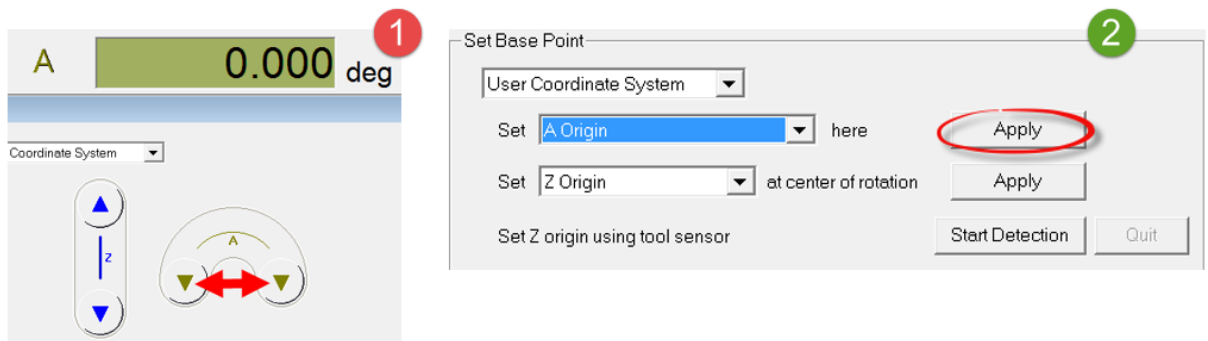 1
A 0.000 deg
Coordinate System
Z
A
2
Set Base Point
User Coordinate System
Set A Origin here Apply
Set Z Origin at center of rotation Apply
Set Z origin using tool sensor Start Detection Quit